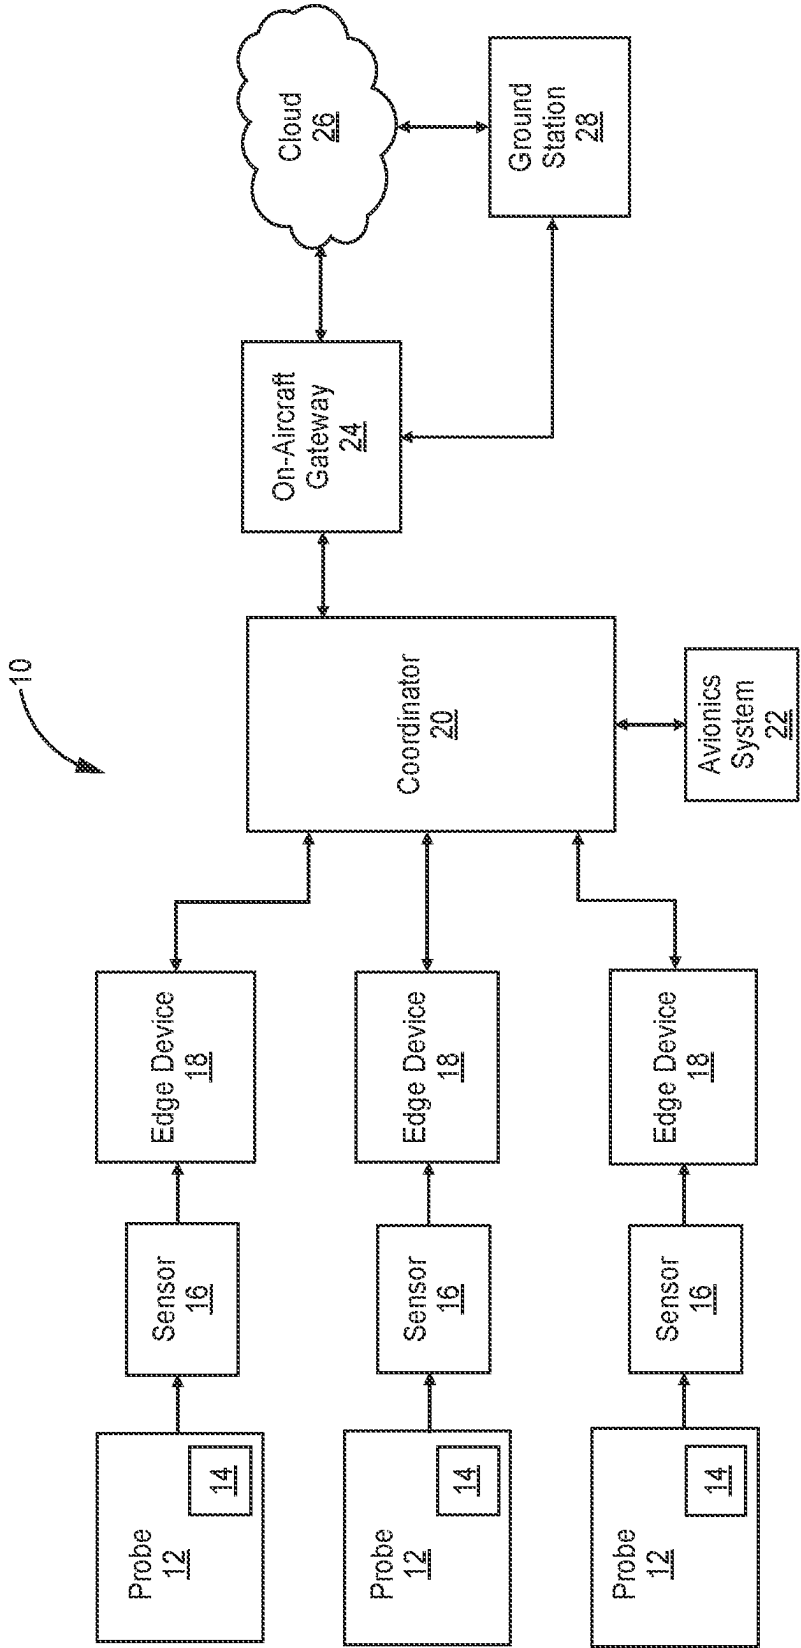 10
Probe
12
14
Sensor
16
Edge Device
18
Probe
12
14
Sensor
16
Edge Device
18
Probe
12
14
Sensor
16
Edge Device
18
Coordinator
20
Avionics
System
22
On-Aircraft
Gateway
24
Cloud
26
Ground
Station
28